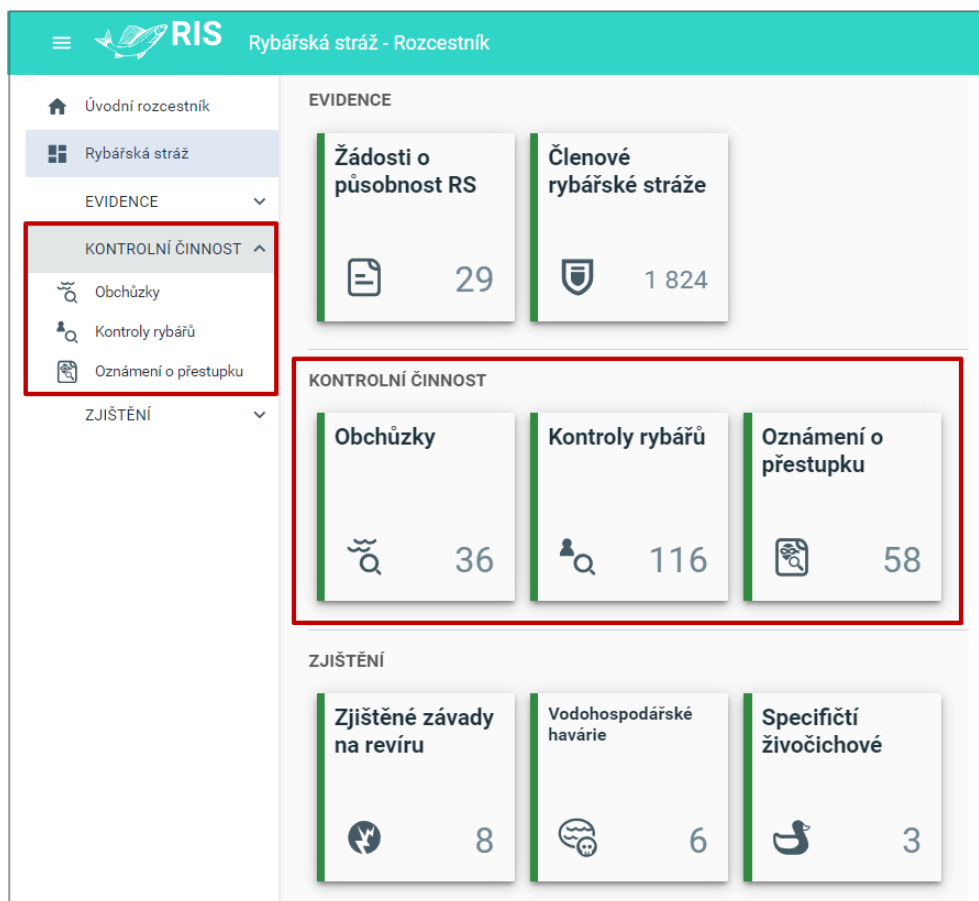 RIS Rybářská stráž - Rozcestník
Úvodní rozcestník
Rybářská stráž
EVIDENCE
KONTROLNÍ ČINNOST
Obchůzky
Kontroly rybářů
Oznámení o přestupku
ZJIŠTĚNÍ
EVIDENCE
Žádosti o
působnost RS
29
Členové
rybářské stráže
1 824
KONTROLNÍ ČINNOST
Obchůzky
36
Kontroly rybářů
116
Oznámení o
přestupku
58
ZJIŠTĚNÍ
Zjištěné závady
na revíru
8
Vodohospodářské
havárie
6
Specifičtí
živočichové
3